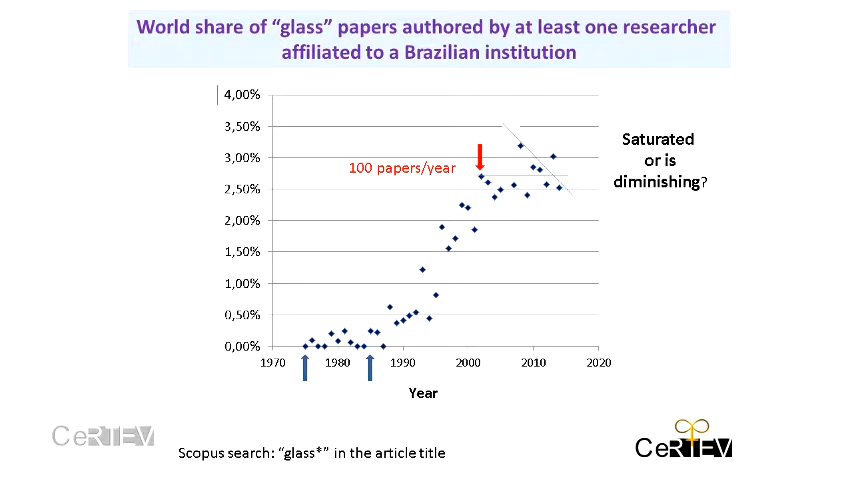 World share of “glass” papers authored by at least one researcher
affiliated to a Brazilian institution
4,00%
3,50%
3,00%
2,50%
2,00%
1,50%
1,00%
0,50%
0,00%
100 papers/year
Saturated
or is
diminishing?
1970 1980 1990 2000 2010 2020
Year
CeRTEV
Scopus search: “glass*” in the article title
CeRTEV